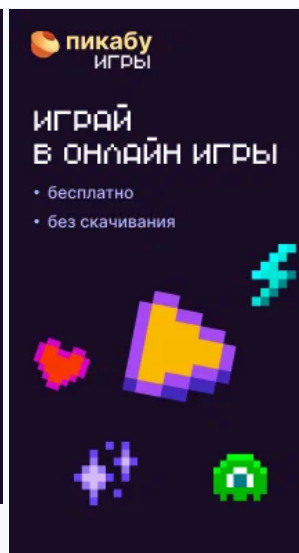 пикабу
ИГРЫ
ИГРАЙ
В ОНЛАЙН ИГРЫ
• бесплатно
• без скачивания